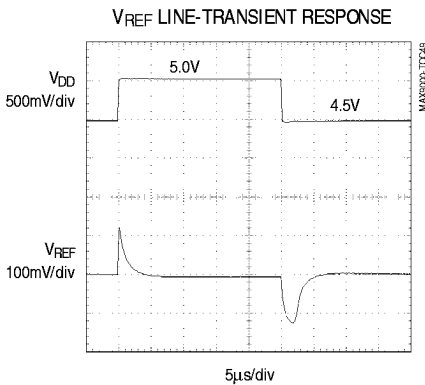 VREF LINE-TRANSIENT RESPONSE
VDD
500mV/div
5.0V
4.5V
VREF
100mV/div
5µs/div